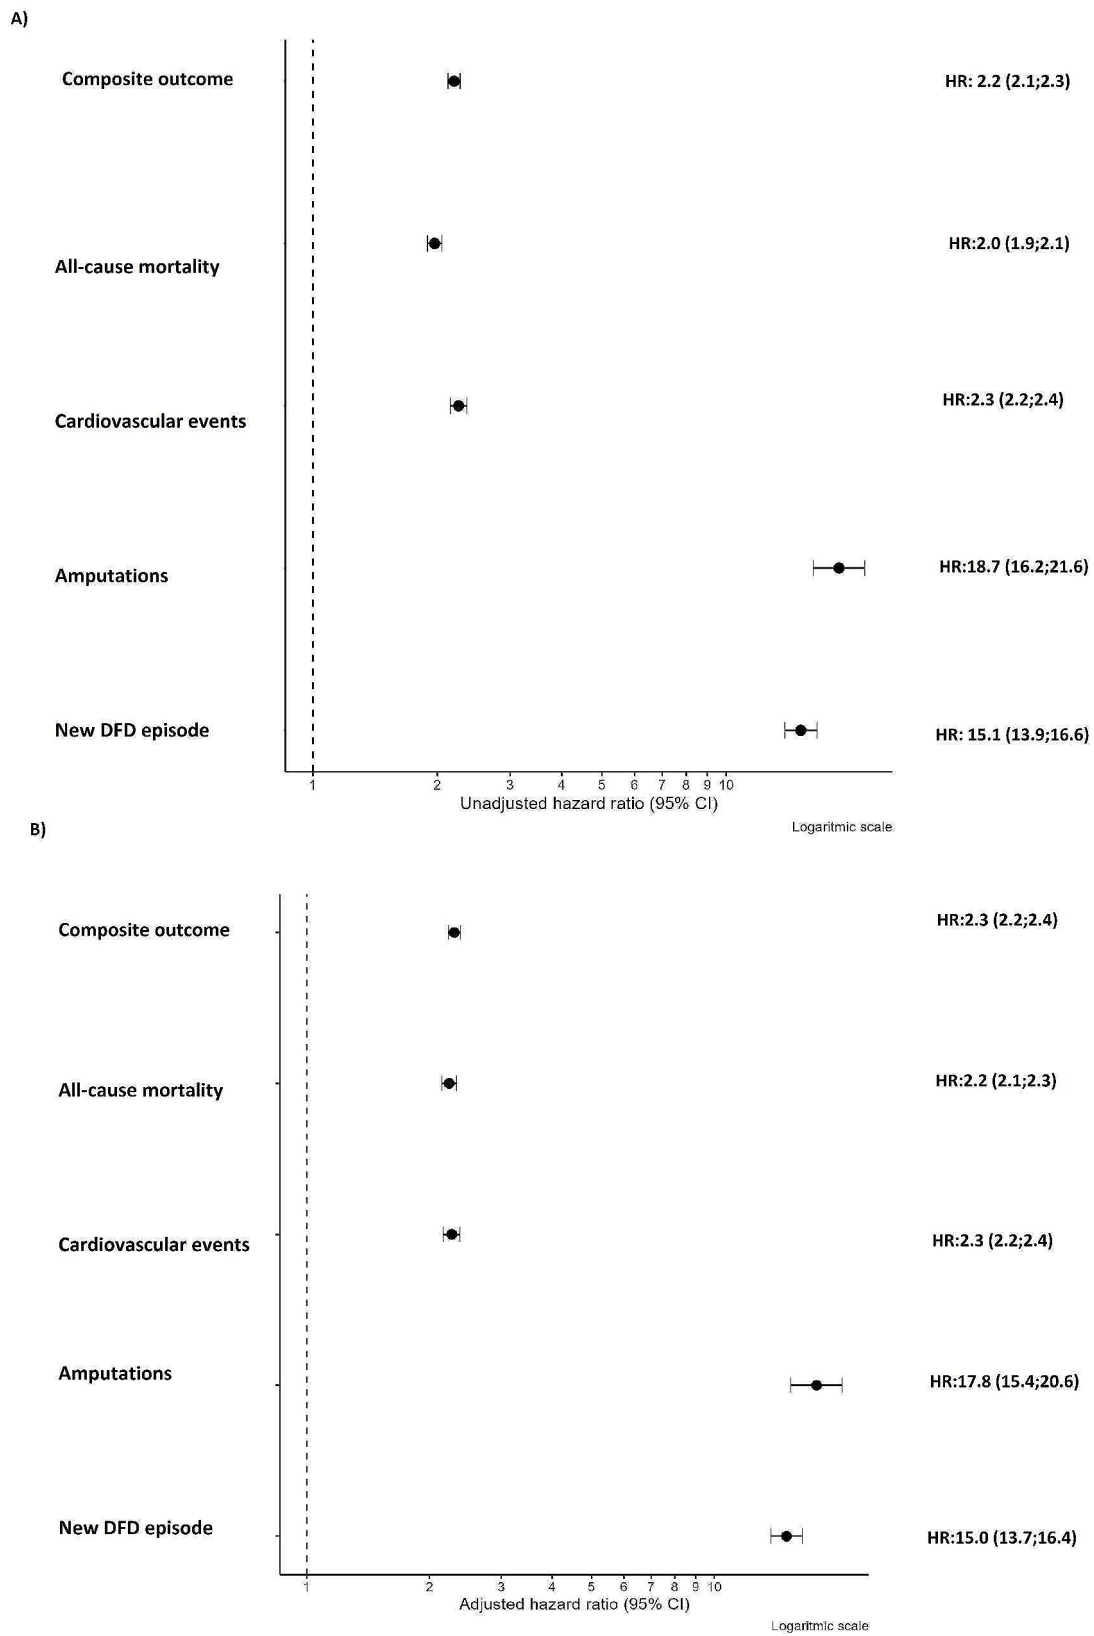 A)
Composite outcome
HR: 2.2 (2.1;2.3)
All-cause mortality
HR:2.0 (1.9;2.1)
Cardiovascular events
HR:2.3 (2.2;2.4)
Amputations
HR:18.7 (16.2;21.6)
New DFD episode
HR: 15.1 (13.9;16.6)
1 2 3 4 5 6 7 8 9 10
Unadjusted hazard ratio (95% CI)
Logaritmic scale
B)
Composite outcome
HR:2.3 (2.2;2.4)
All-cause mortality
HR:2.2 (2.1;2.3)
Cardiovascular events
HR:2.3 (2.2;2.4)
Amputations
HR:17.8 (15.4;20.6)
New DFD episode
HR:15.0 (13.7;16.4)
1 2 3 4 5 6 7 8 9 10
Adjusted hazard ratio (95% CI)
Logaritmic scale